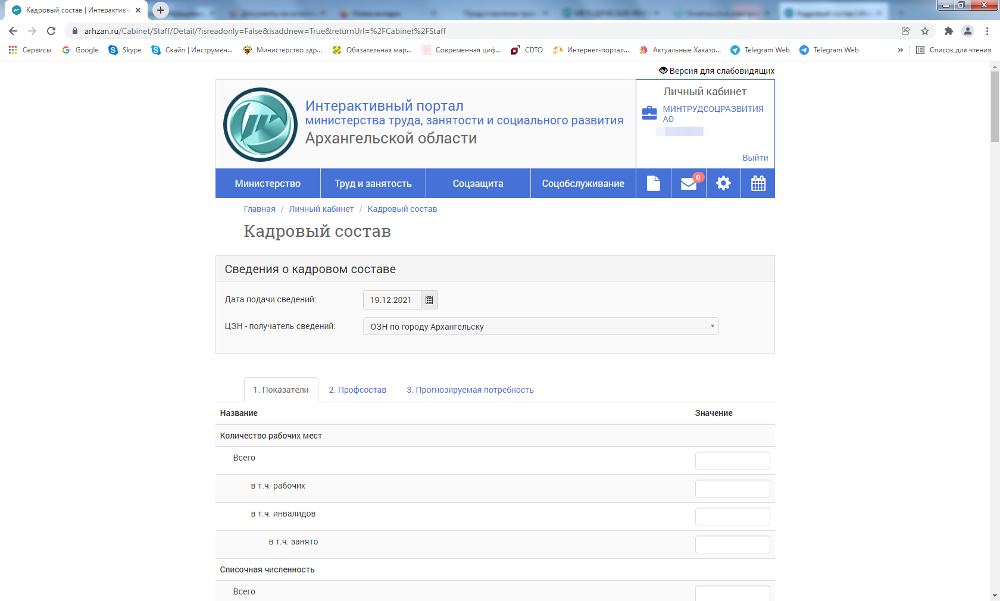 Кадровый состав | Интерактивн
arhzan.ru/Cabinet/Staff/Detail/?isreadonly=False&isaddnew=True&returnUrl=%2FCabinet%2FStaff
Сервисы Google Skype Скайп | Инструмен... Министерство здр... Обязательная мар... Современная циф... CDTO Интернет-портал... Актуальные Хакато... Telegram Web Telegram Web » Список для чтения
Версия для слабовидящих
Интерактивный портал
министерства труда, занятости и социального развития
Архангельской области
Личный кабинет
МИНТРУДСОЦРАЗВИТИЯ
АО
Выйти
Министерство Труд и занятость Соцзащита Соцобслуживание 0
Главная / Личный кабинет / Кадровый состав
Кадровый состав
Сведения о кадровом составе
Дата подачи сведений: 19.12.2021
ЦЗН - получатель сведений: ОЗН по городу Архангельску
1. Показатели 2. Профсостав 3. Прогнозируемая потребность
Название Значение
Количество рабочих мест
Всего
в т.ч. рабочих
в т.ч. инвалидов
в т.ч. занято
Списочная численность
Всего